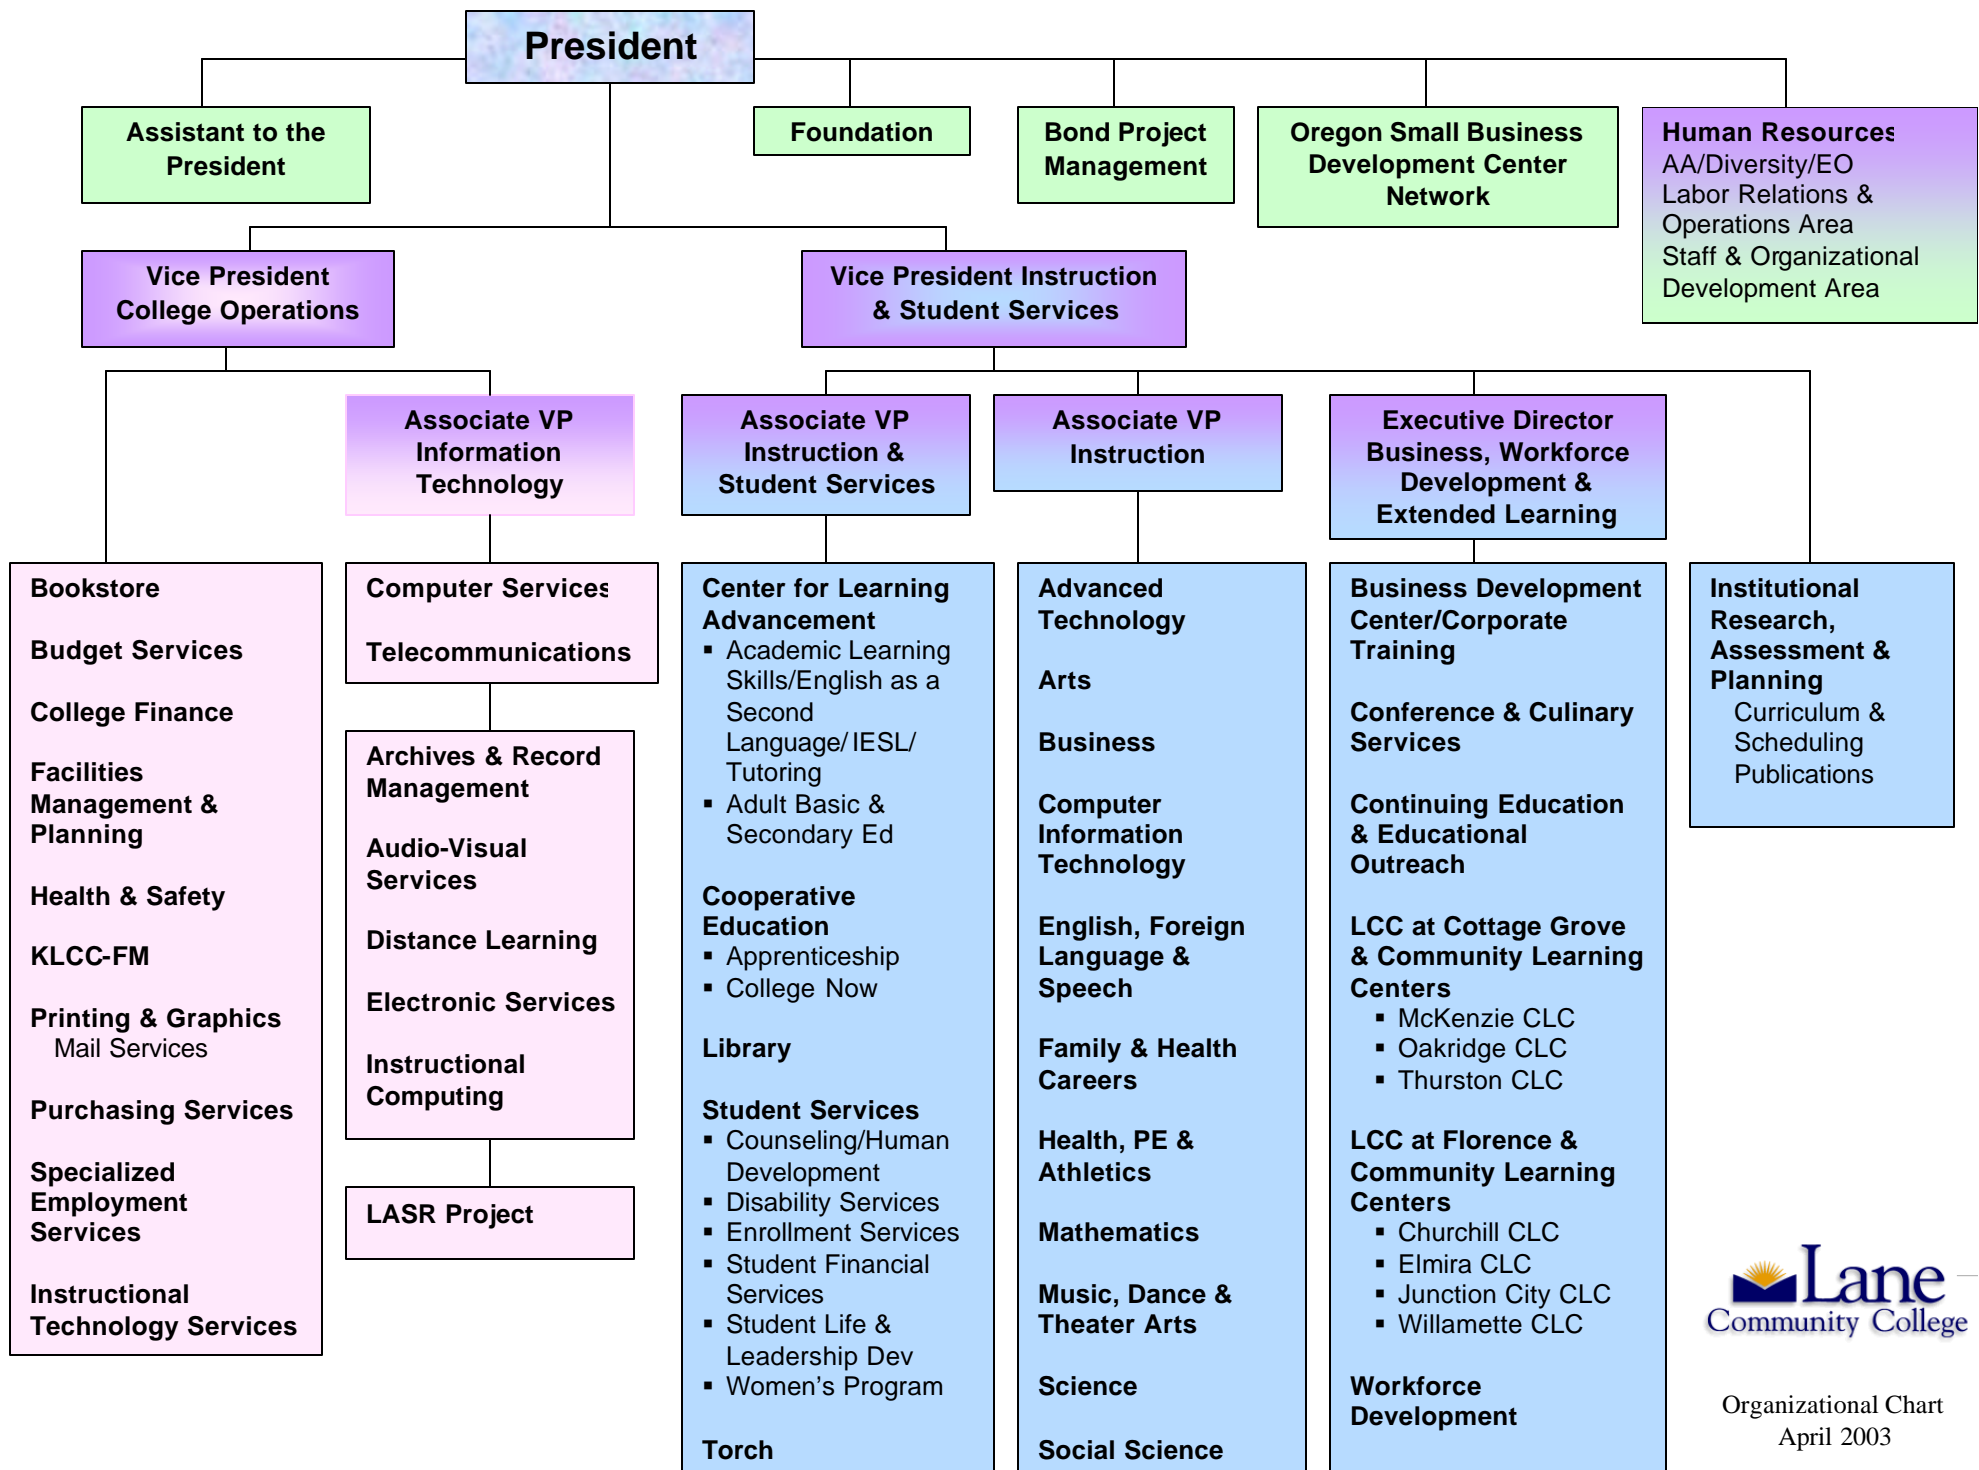 President
Assistant to the
President
Foundation
Bond Project
Management
Oregon Small Business
Development Center
Network
Human Resources
AA/Diversity/EO
Labor Relations &
Operations Area
Staff & Organizational
Development Area
Vice President
College Operations
Vice President Instruction
& Student Services
Associate VP
Information
Technology
Associate VP
Instruction &
Student Services
Associate VP
Instruction
Executive Director
Business, Workforce
Development &
Extended Learning
Bookstore
Budget Services
College Finance
Facilities
Management &
Planning
Health & Safety
KLCC-FM
Printing & Graphics
Mail Services
Purchasing Services
Specialized
Employment
Services
Instructional
Technology Services
Computer Services
Telecommunications
Archives & Record
Management
Audio-Visual
Services
Distance Learning
Electronic Services
Instructional
Computing
LASR Project
Center for Learning
Advancement
▪ Academic Learning
Skills/English as a
Second
Language/IESL/
Tutoring
▪ Adult Basic &
Secondary Ed
Cooperative
Education
▪ Apprenticeship
▪ College Now
Library
Student Services
▪ Counseling/Human
Development
▪ Disability Services
▪ Enrollment Services
▪ Student Financial
Services
▪ Student Life &
Leadership Dev
▪ Women's Program
Torch
Advanced
Technology
Arts
Business
Computer
Information
Technology
English, Foreign
Language &
Speech
Family & Health
Careers
Health, PE &
Athletics
Mathematics
Music, Dance &
Theater Arts
Science
Social Science
Business Development
Center/Corporate
Training
Conference & Culinary
Services
Continuing Education
& Educational
Outreach
LCC at Cottage Grove
& Community Learning
Centers
▪ McKenzie CLC
▪ Oakridge CLC
▪ Thurston CLC
LCC at Florence &
Community Learning
Centers
▪ Churchill CLC
▪ Elmira CLC
▪ Junction City CLC
▪ Willamette CLC
Workforce
Development
Institutional
Research,
Assessment &
Planning
Curriculum &
Scheduling
Publications
Lane
Community College
Organizational Chart
April 2003